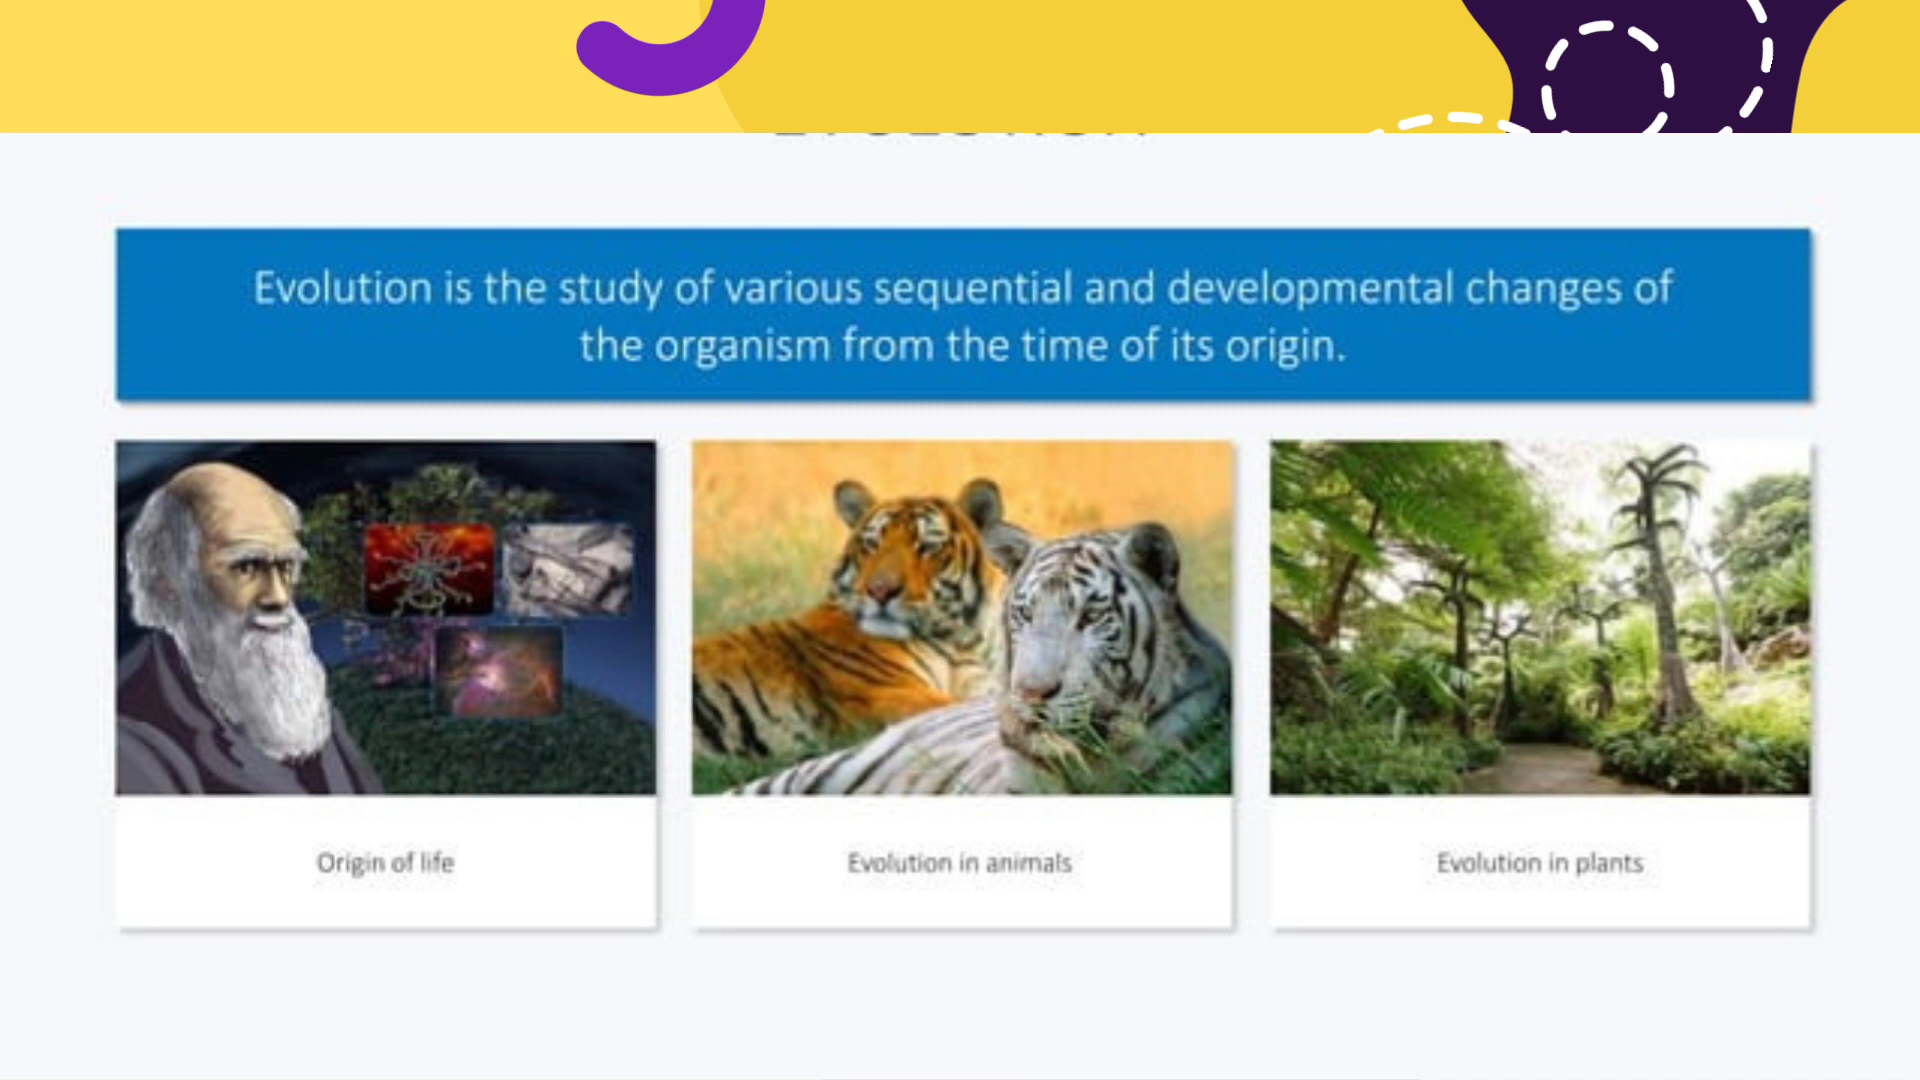 Evolution is the study of various sequential and developmental changes of
the organism from the time of its origin.
Origin of life
Evolution in animals
Evolution in plants